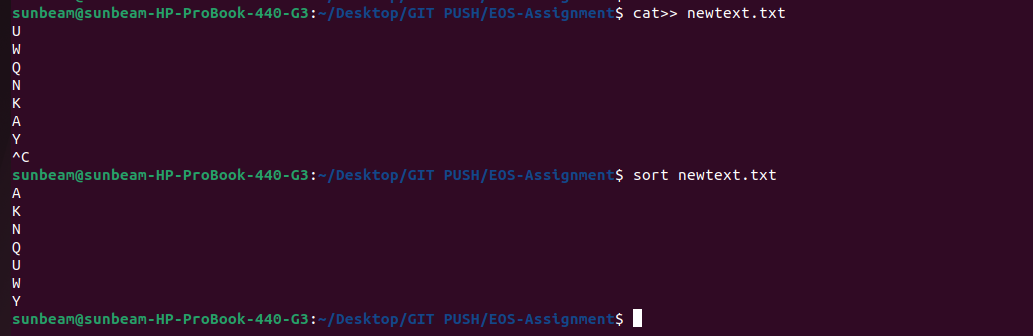 sunbeam@sunbeam-HP-ProBook-440-G3:~/Desktop/GIT PUSH/EOS-Assignment$ cat>> newtext.txt
U
W
Q
N
K
A
Y
^C
sunbeam@sunbeam-HP-ProBook-440-G3:~/Desktop/GIT PUSH/EOS-Assignment$ sort newtext.txt
A
K
N
Q
U
W
Y
sunbeam@sunbeam-HP-ProBook-440-G3:~/Desktop/GIT PUSH/EOS-Assignment$